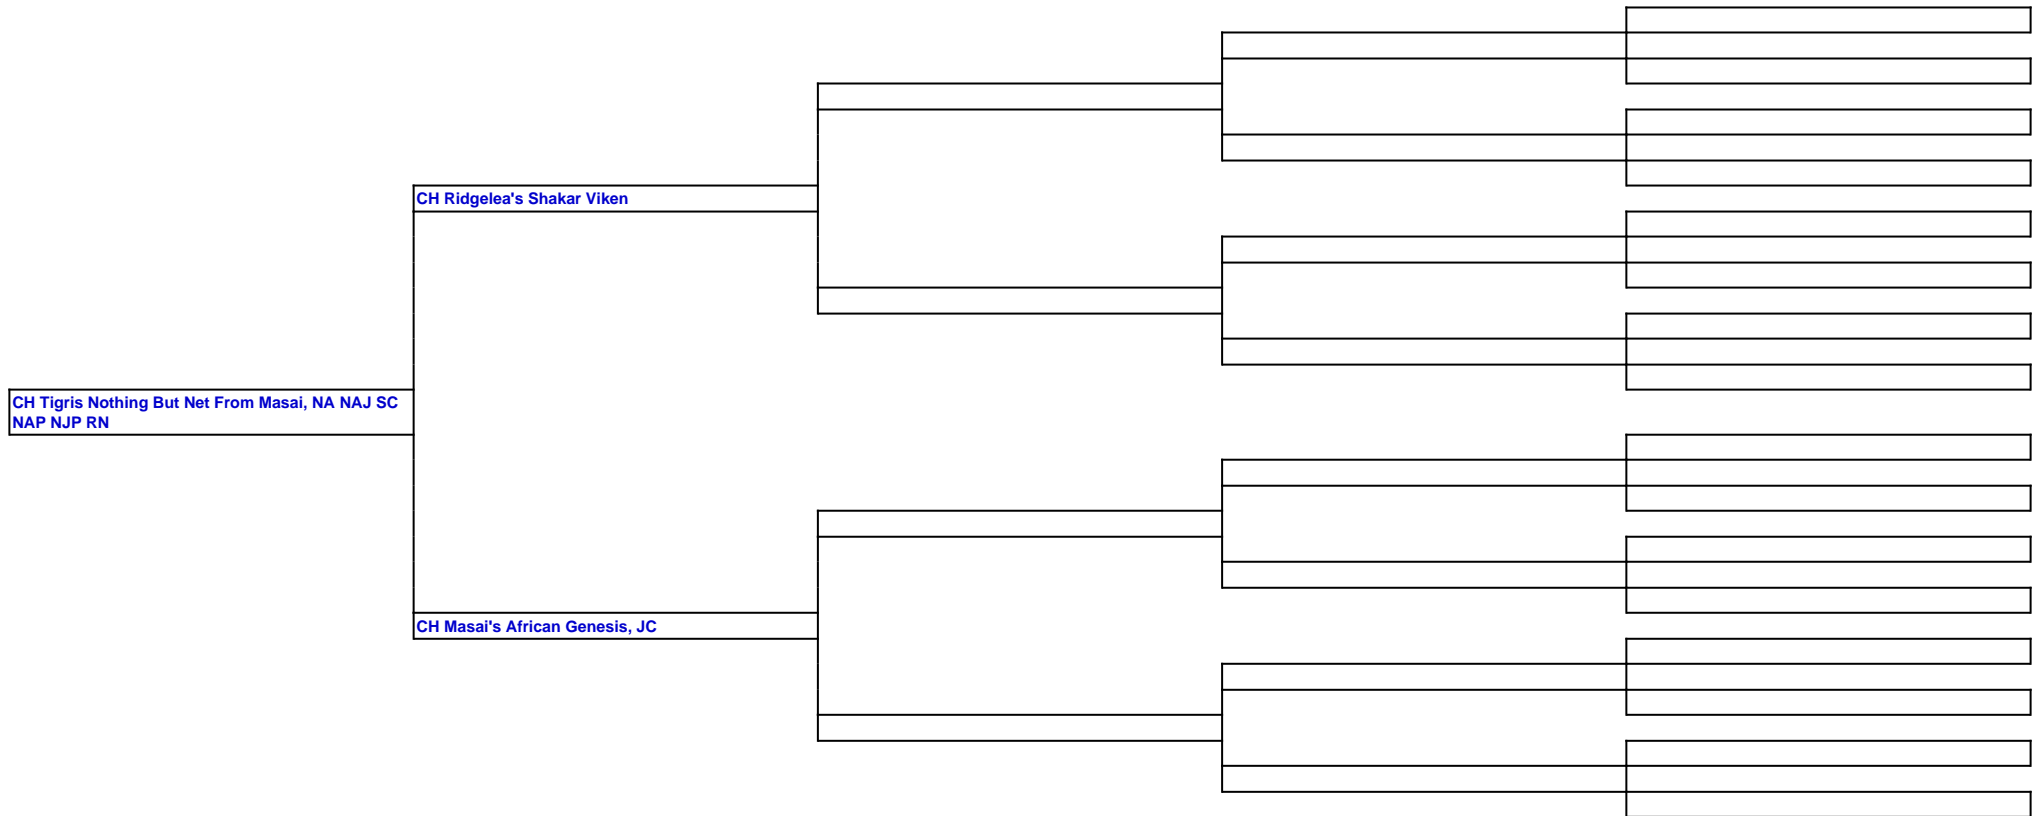 CH Ridgelea's Shakar Viken
CH Tigris Nothing But Net From Masai, NA NAJ SC
NAP NJP RN
CH Masai's African Genesis, JC